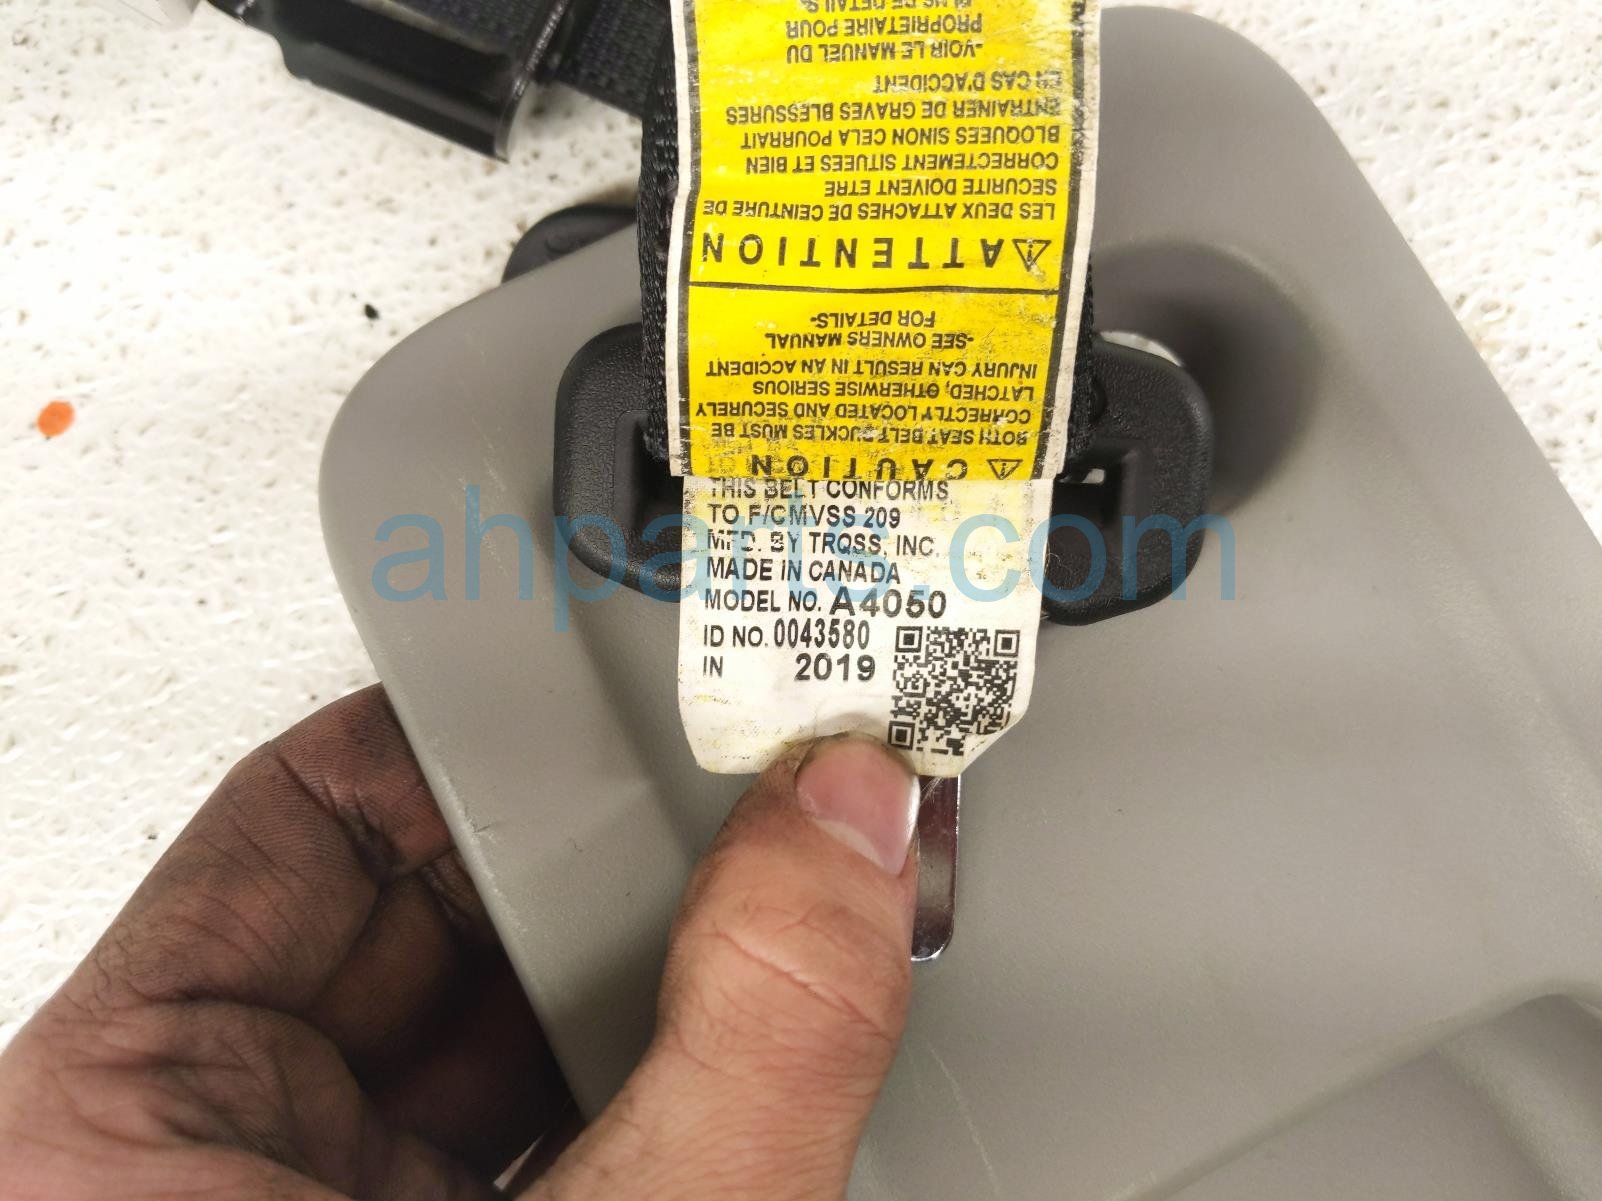 THIS BELT CONFORMS
TO F/CMVSS 209
MFD. BY TRQSS, INC.
MADE IN CANADA
MODEL NO. A4050
ID NO. 0043580
IN 2019
CAUTION
BOTH SEAT BELT BUCKLES MUST BE
CORRECTLY LOCATED AND SECURELY
LATCHED, OTHERWISE SERIOUS
INJURY CAN RESULT IN AN ACCIDENT
-SEE OWNERS MANUAL
FOR DETAILS-
ATTENTION
LES DEUX ATTACHES DE CEINTURE DE
SECURITE DOIVENT ETRE
CORRECTEMENT SITUEES ET BIEN
BLOQUEES SINON CELA POURRAIT
ENTRAINER DE GRAVES BLESSURES
EN CAS D'ACCIDENT
-VOIR LE MANUEL DU
PROPRIETAIRE POUR
PLUS DE DETAILS-
ahparts.com